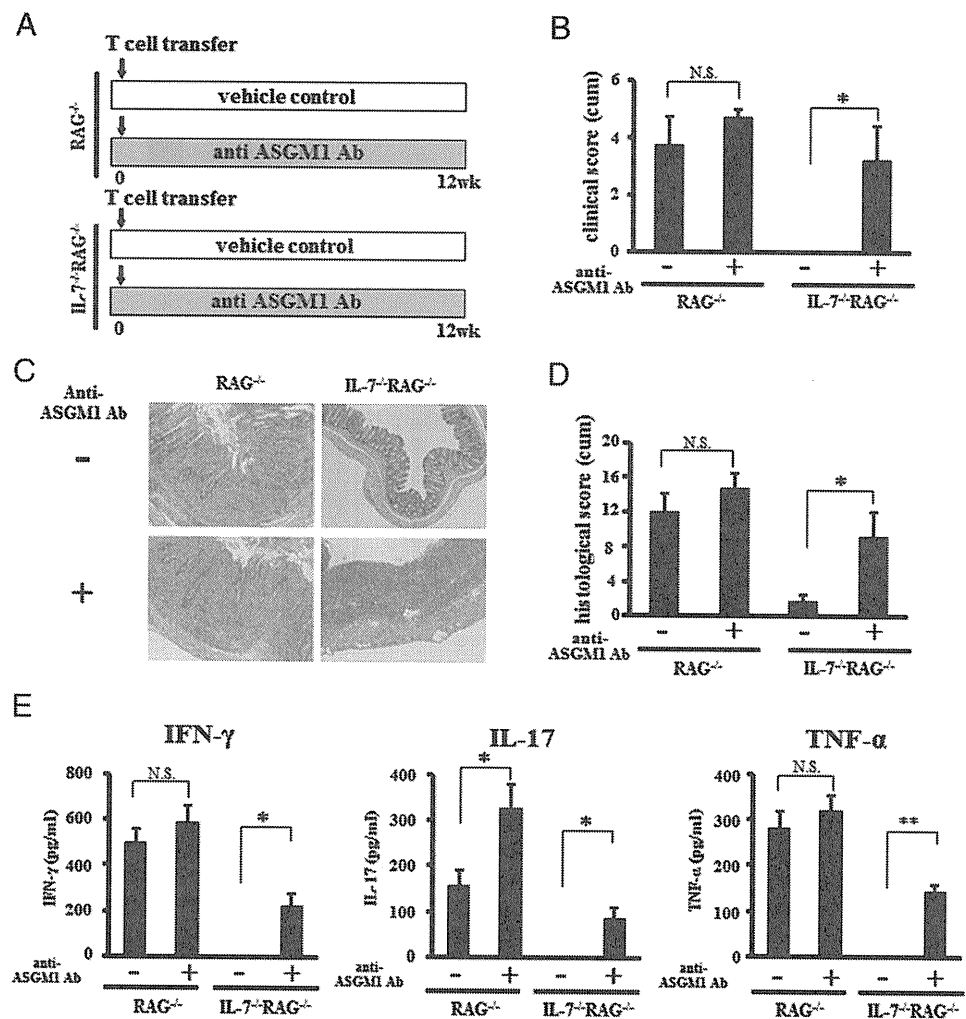 A
T cell transfer
RAG-/-
vehicle control
anti ASGM1 Ab
0 12wk
T cell transfer
IL-7-/-RAG-/-
vehicle control
anti ASGM1 Ab
0 12wk
B
clinical score (cum)
6
4
2
0
N.S.
*
anti-ASGM1 Ab
- + - +
RAG-/- IL-7-/-RAG-/-
C
Anti-ASGM1 Ab
RAG-/- IL-7-/-RAG-/-
-
+
D
histological score (cum)
20
16
12
8
4
0
N.S.
*
anti-ASGM1 Ab
- + - +
RAG-/- IL-7-/-RAG-/-
E
IFN-γ
IFN-γ (pg/ml)
800
600
400
200
0
N.S.
*
anti-ASGM1 Ab
- + - +
RAG-/- IL-7-/-RAG-/-
IL-17
IL-17 (pg/ml)
400
300
200
100
0
*
*
anti-ASGM1 Ab
- + - +
RAG-/- IL-7-/-RAG-/-
TNF-α
TNF-α (pg/ml)
400
300
200
100
0
N.S.
**
anti-ASGM1 Ab
- + - +
RAG-/- IL-7-/-RAG-/-